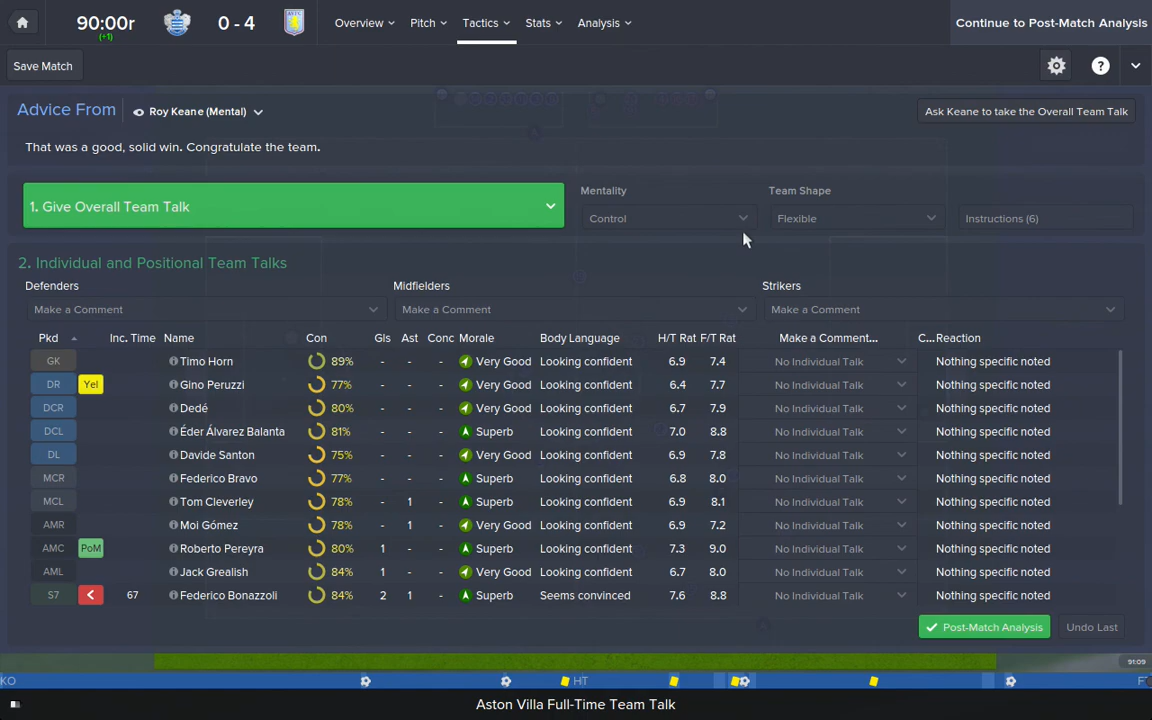 90:00r
(+1)
0 - 4
Overview
Pitch
Tactics
Stats
Analysis
Continue to Post-Match Analysis
Save Match
?
Advice From
Roy Keane (Mental)
Ask Keane to take the Overall Team Talk
That was a good, solid win. Congratulate the team.
1. Give Overall Team Talk
Mentality
Team Shape
Control
Flexible
Instructions (6)
2. Individual and Positional Team Talks
Defenders
Midfielders
Strikers
Make a Comment
Make a Comment
Make a Comment
Pkd Inc. Time Name Con Gls Ast Conc Morale Body Language H/T Rat F/T Rat Make a Comment... C... Reaction
GK Timo Horn 89% - - - Very Good Looking confident 6.9 7.4 No Individual Talk Nothing specific noted
DR Yel Gino Peruzzi 77% - - - Very Good Looking confident 6.4 7.7 No Individual Talk Nothing specific noted
DCR Dedé 80% - - - Very Good Looking confident 6.7 7.9 No Individual Talk Nothing specific noted
DCL Éder Álvarez Balanta 81% - - - Superb Looking confident 7.0 8.8 No Individual Talk Nothing specific noted
DL Davide Santon 75% - - - Very Good Looking confident 6.9 7.8 No Individual Talk Nothing specific noted
MCR Federico Bravo 77% - - - Superb Looking confident 6.8 8.0 No Individual Talk Nothing specific noted
MCL Tom Cleverley 78% - 1 - Superb Looking confident 6.9 8.1 No Individual Talk Nothing specific noted
AMR Moi Gómez 78% - 1 - Very Good Looking confident 6.9 7.2 No Individual Talk Nothing specific noted
AMC PoM Roberto Pereyra 80% 1 - - Superb Looking confident 7.3 9.0 No Individual Talk Nothing specific noted
AML Jack Grealish 84% 1 - - Very Good Looking confident 6.7 8.0 No Individual Talk Nothing specific noted
S7 67 Federico Bonazzoli 84% 2 1 - Superb Seems convinced 7.6 8.8 No Individual Talk Nothing specific noted
Post-Match Analysis
Undo Last
91:09
KO
HT
Aston Villa Full-Time Team Talk